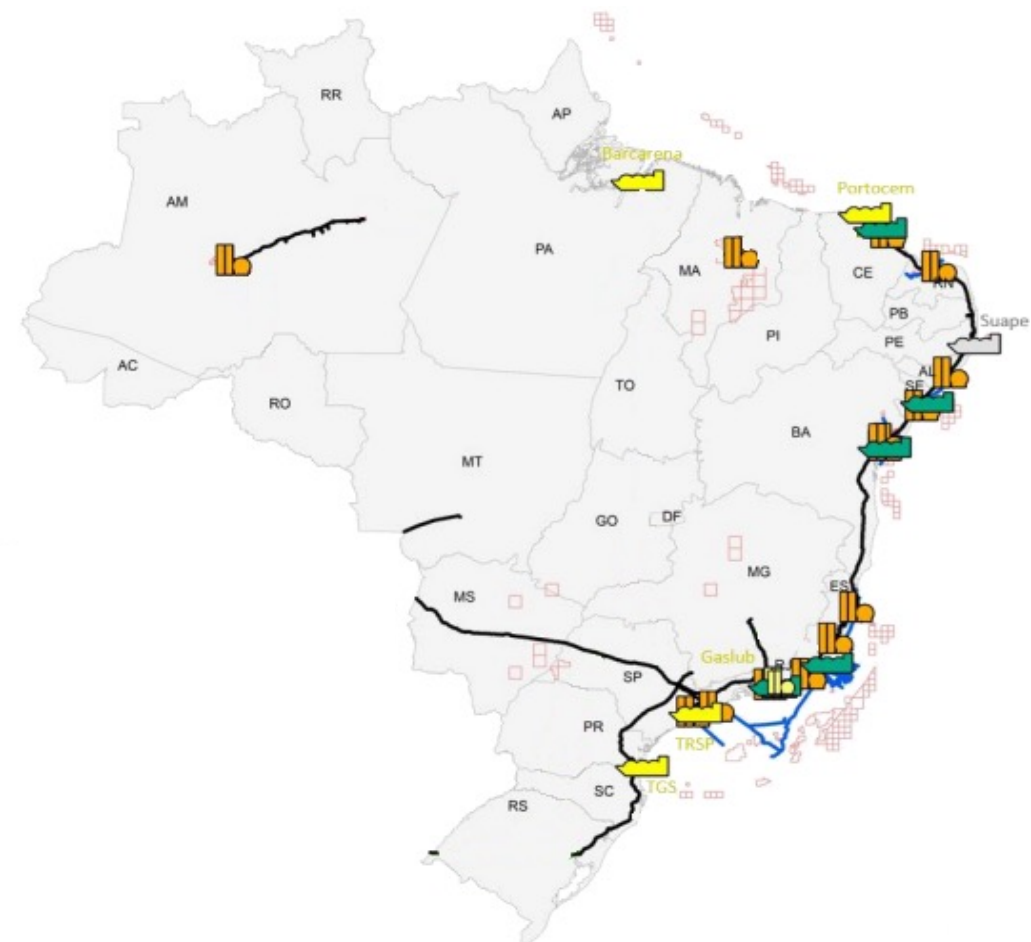 RR
AP
Barcarena
AM
Portocem
PA
MA
CE
RN
PB
Suape
PI
PE
AC
AL
TO
SE
RO
BA
MT
GO
DF
MG
ES
MS
Gaslub
SP
PR
TRSP
TGS
SC
RS